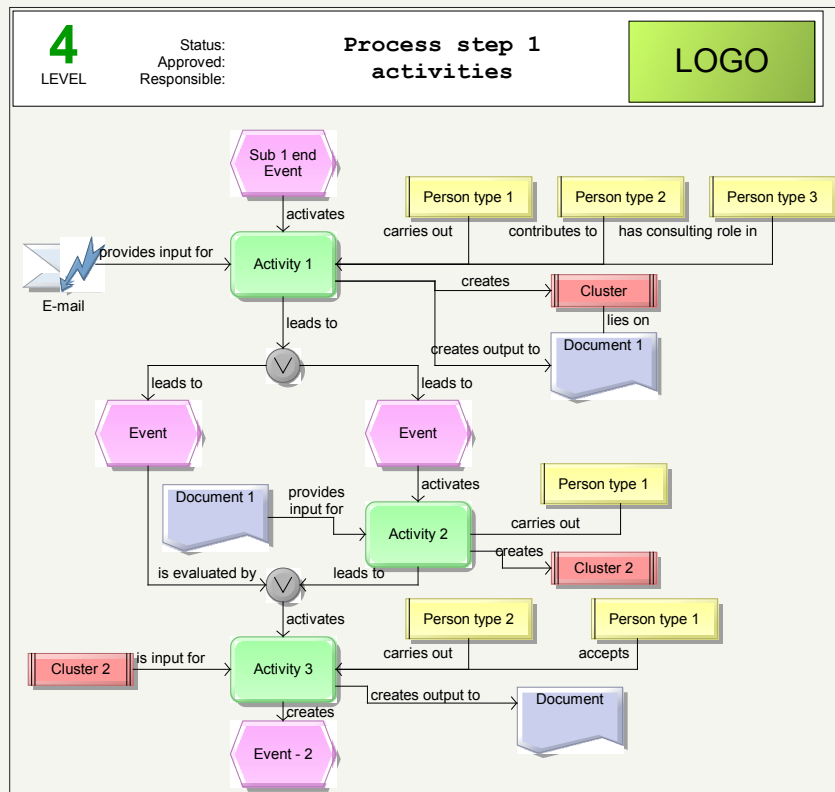 4
LEVEL
Status:
Approved:
Responsible:
Process step 1
activities
LOGO
Sub 1 end
Event
activates
Person type 1
Person type 2
Person type 3
carries out
contributes to
has consulting role in
provides input for
Activity 1
E-mail
creates
Cluster
lies on
leads to
creates output to
Document 1
leads to
leads to
Event
Event
activates
Document 1
provides
input for
Activity 2
Person type 1
carries out
creates
Cluster 2
is evaluated by
leads to
activates
Person type 2
Person type 1
carries out
accepts
Cluster 2
is input for
Activity 3
creates output to
Document
creates
Event - 2